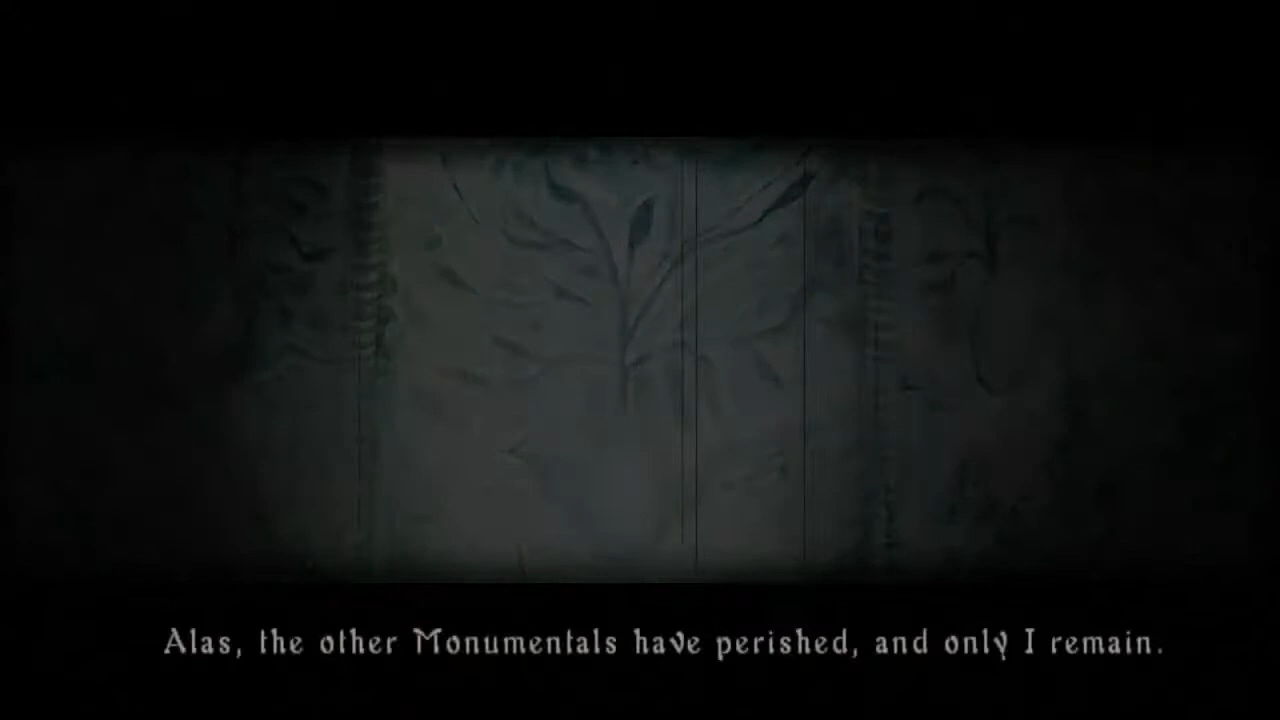 Alas, the other Monumentals have perished, and only I remain.